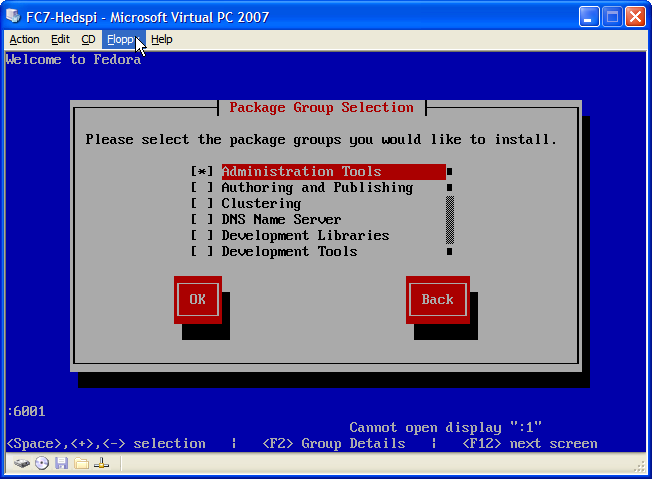 FC7-Hedspi - Microsoft Virtual PC 2007
Action Edit CD Floppy Help
Welcome to Fedora
Package Group Selection
Please select the package groups you would like to install.
[*] Administration Tools
[ ] Authoring and Publishing
[ ] Clustering
[ ] DNS Name Server
[ ] Development Libraries
[ ] Development Tools
OK Back
:6001
Cannot open display ":1"
<Space>,<+>,<-> selection | <F2> Group Details | <F12> next screen